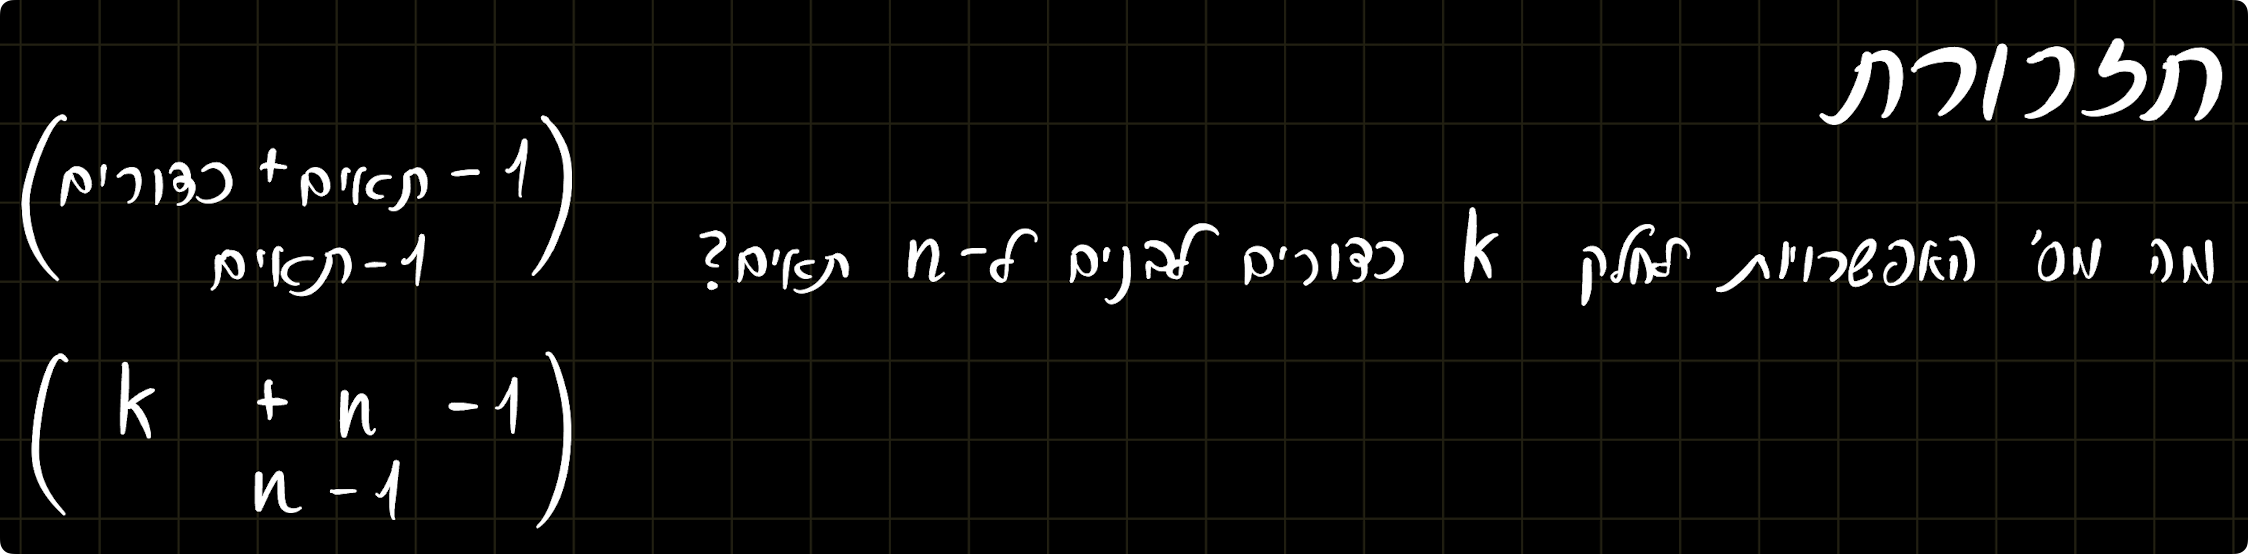 תזכורת
מה מס' האפשרויות לחלק k כדורים לבנים ל-n תאים?
(כדורים + תאים - 1)
(תאים - 1)
(k + n - 1)
(n - 1)